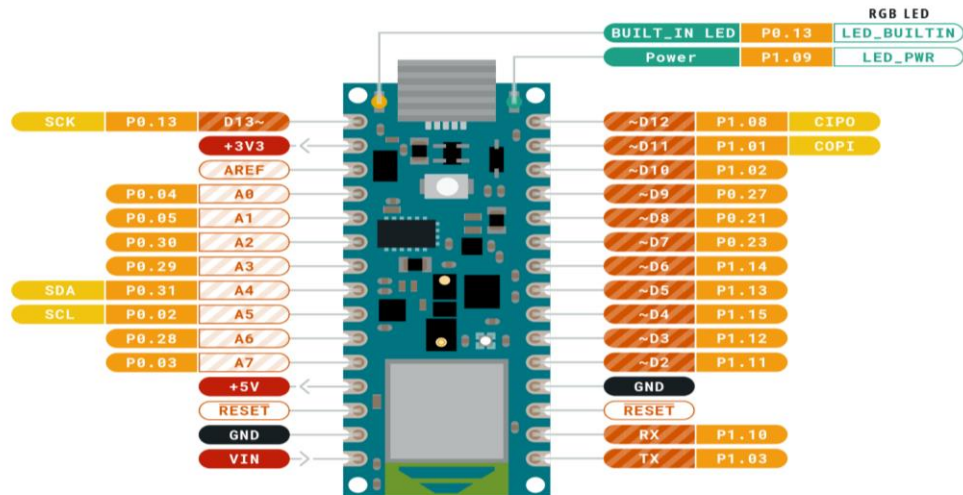 RGB LED
BUILT_IN LED P0.13 LED_BUILTIN
Power P1.09 LED_PWR
SCK P0.13 D13~ ~D12 P1.08 CIPO
+3V3 ~D11 P1.01 COPI
AREF ~D10 P1.02
P0.04 A0 ~D9 P0.27
P0.05 A1 ~D8 P0.21
P0.30 A2 ~D7 P0.23
P0.29 A3 ~D6 P1.14
SDA P0.31 A4 ~D5 P1.13
SCL P0.02 A5 ~D4 P1.15
P0.28 A6 ~D3 P1.12
P0.03 A7 ~D2 P1.11
+5V GND
RESET RESET
GND RX P1.10
VIN TX P1.03